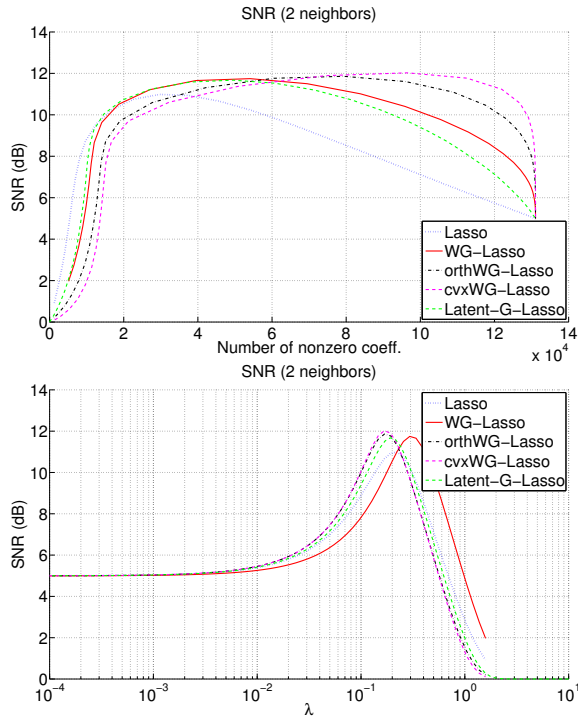 SNR (2 neighbors)
14
12
10
8
6
4
2
0
SNR (dB)
0 2 4 6 8 10 12 14
x 10^4
Number of nonzero coeff.
Lasso
WG-Lasso
orthWG-Lasso
cvxWG-Lasso
Latent-G-Lasso
SNR (2 neighbors)
14
12
10
8
6
4
2
0
SNR (dB)
10^−4 10^−3 10^−2 10^−1 10^0 10^1
λ
Lasso
WG-Lasso
orthWG-Lasso
cvxWG-Lasso
Latent-G-Lasso